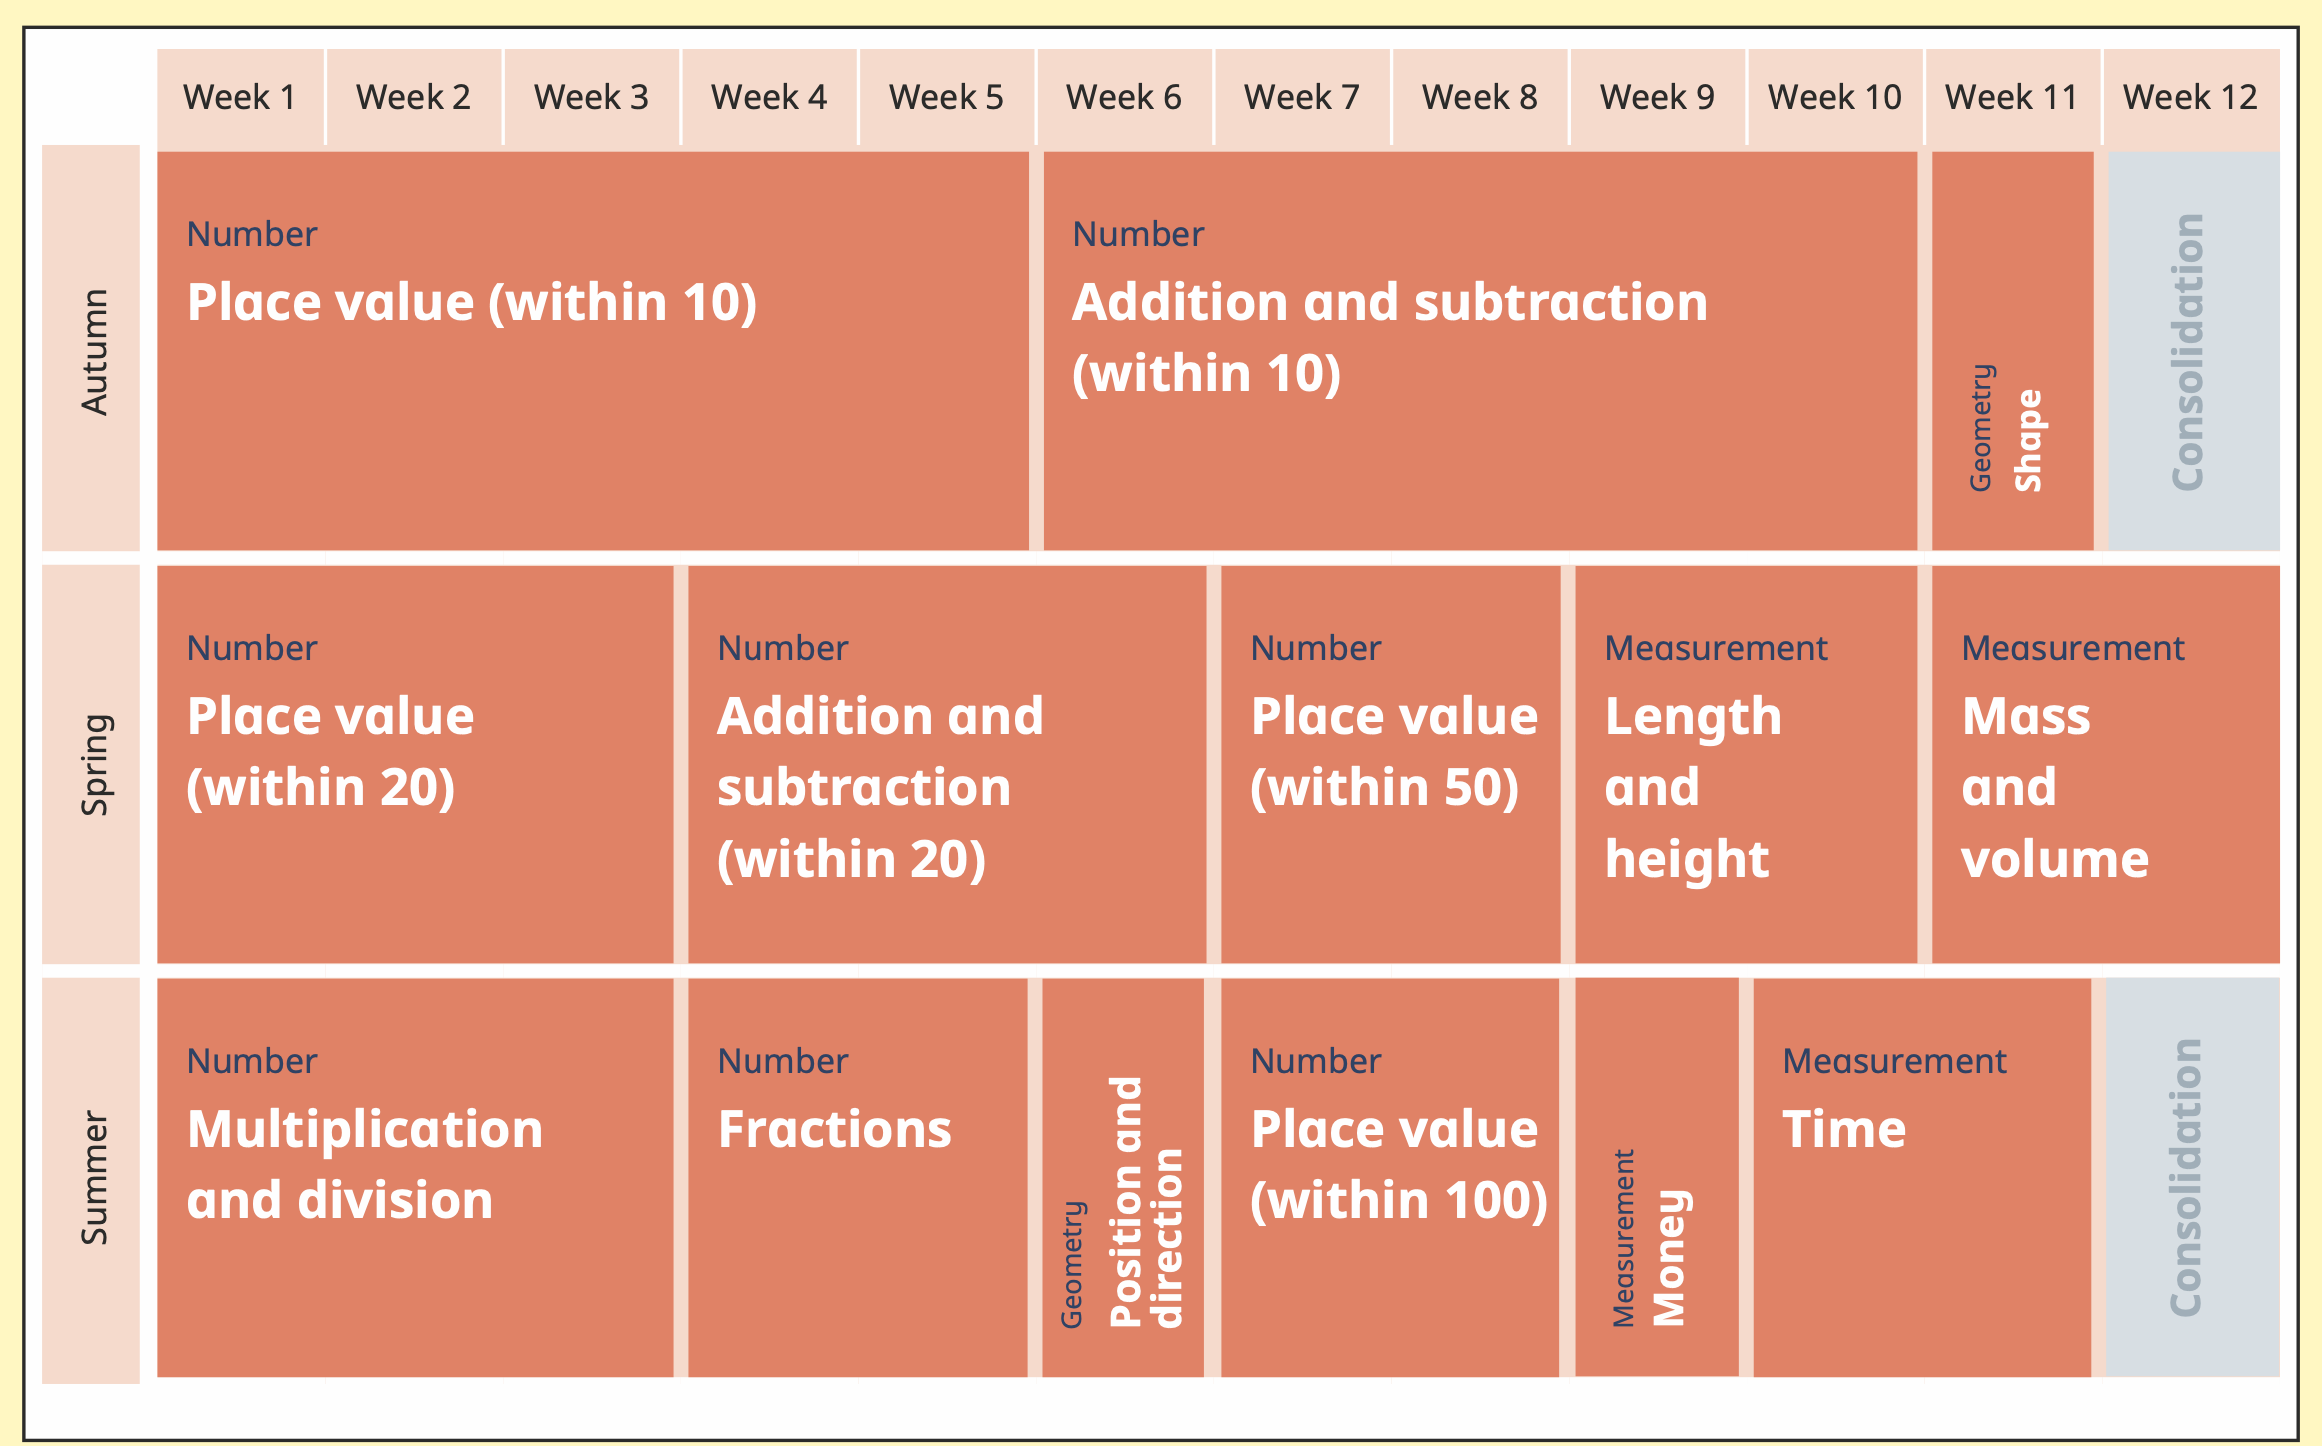 Week 1
Week 2
Week 3
Week 4
Week 5
Week 6
Week 7
Week 8
Week 9
Week 10
Week 11
Week 12
Autumn
Number
Place value (within 10)
Number
Addition and subtraction
(within 10)
Geometry
Shape
Consolidation
Spring
Number
Place value
(within 20)
Number
Addition and
subtraction
(within 20)
Number
Place value
(within 50)
Measurement
Length
and
height
Measurement
Mass
and
volume
Summer
Number
Multiplication
and division
Number
Fractions
Geometry
Position and
direction
Number
Place value
(within 100)
Measurement
Money
Measurement
Time
Consolidation